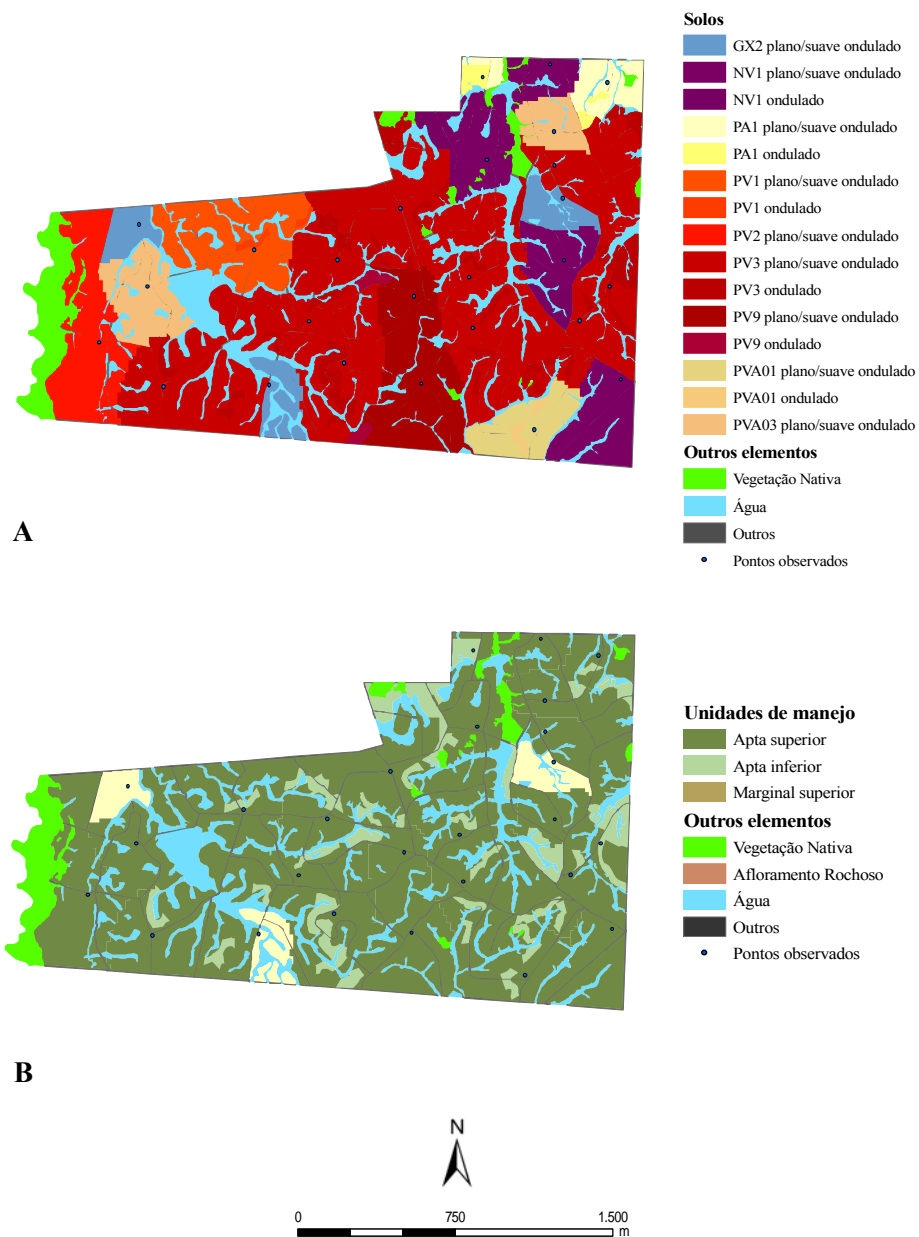 Solos
GX2 plano/suave ondulado
NV1 plano/suave ondulado
NV1 ondulado
PA1 plano/suave ondulado
PA1 ondulado
PV1 plano/suave ondulado
PV1 ondulado
PV2 plano/suave ondulado
PV3 plano/suave ondulado
PV3 ondulado
PV9 plano/suave ondulado
PV9 ondulado
PVA01 plano/suave ondulado
PVA01 ondulado
PVA03 plano/suave ondulado
Outros elementos
Vegetação Nativa
Água
Outros
Pontos observados
A
Unidades de manejo
Apta superior
Apta inferior
Marginal superior
Outros elementos
Vegetação Nativa
Afloramento Rochoso
Água
Outros
Pontos observados
B
N
0 750 1.500
m